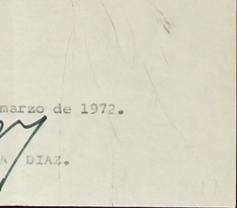 marzo de 1972.
A DIAZ.